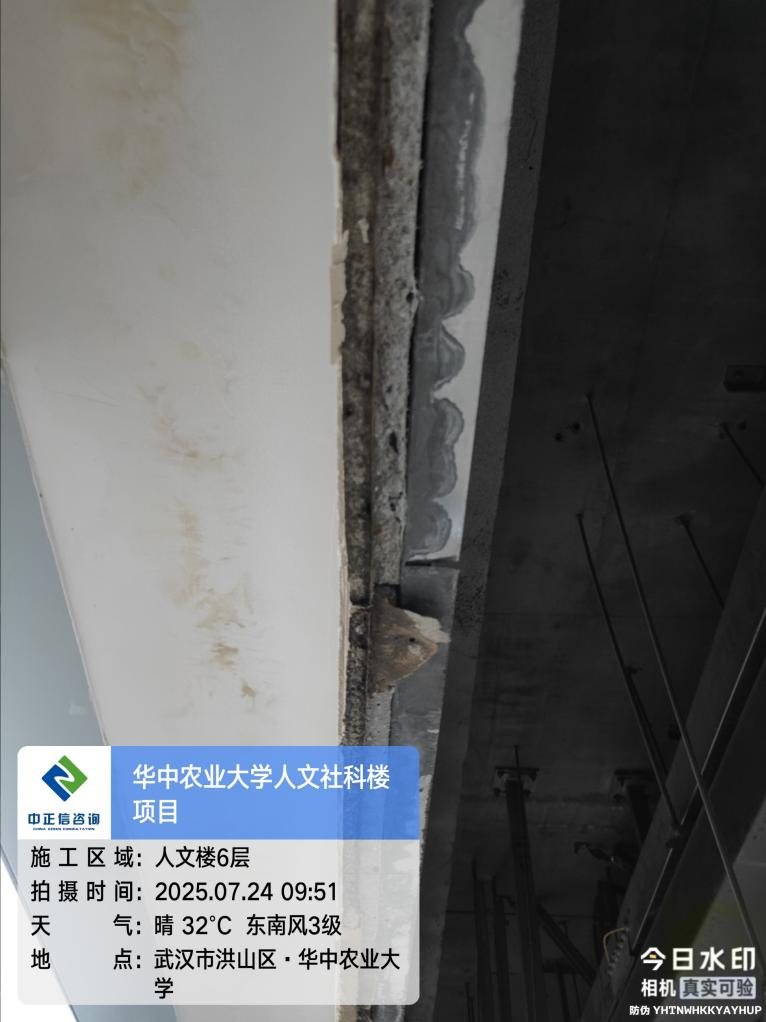 华中农业大学人文社科楼
项目
中正信咨询
施工区域：人文楼6层
拍摄时间：2025.07.24 09:51
天气：晴 32℃ 东南风3级
地点：武汉市洪山区·华中农业大
学
今日水印
相机 真实可验
防伪 YHTNWHKKYAYHUP